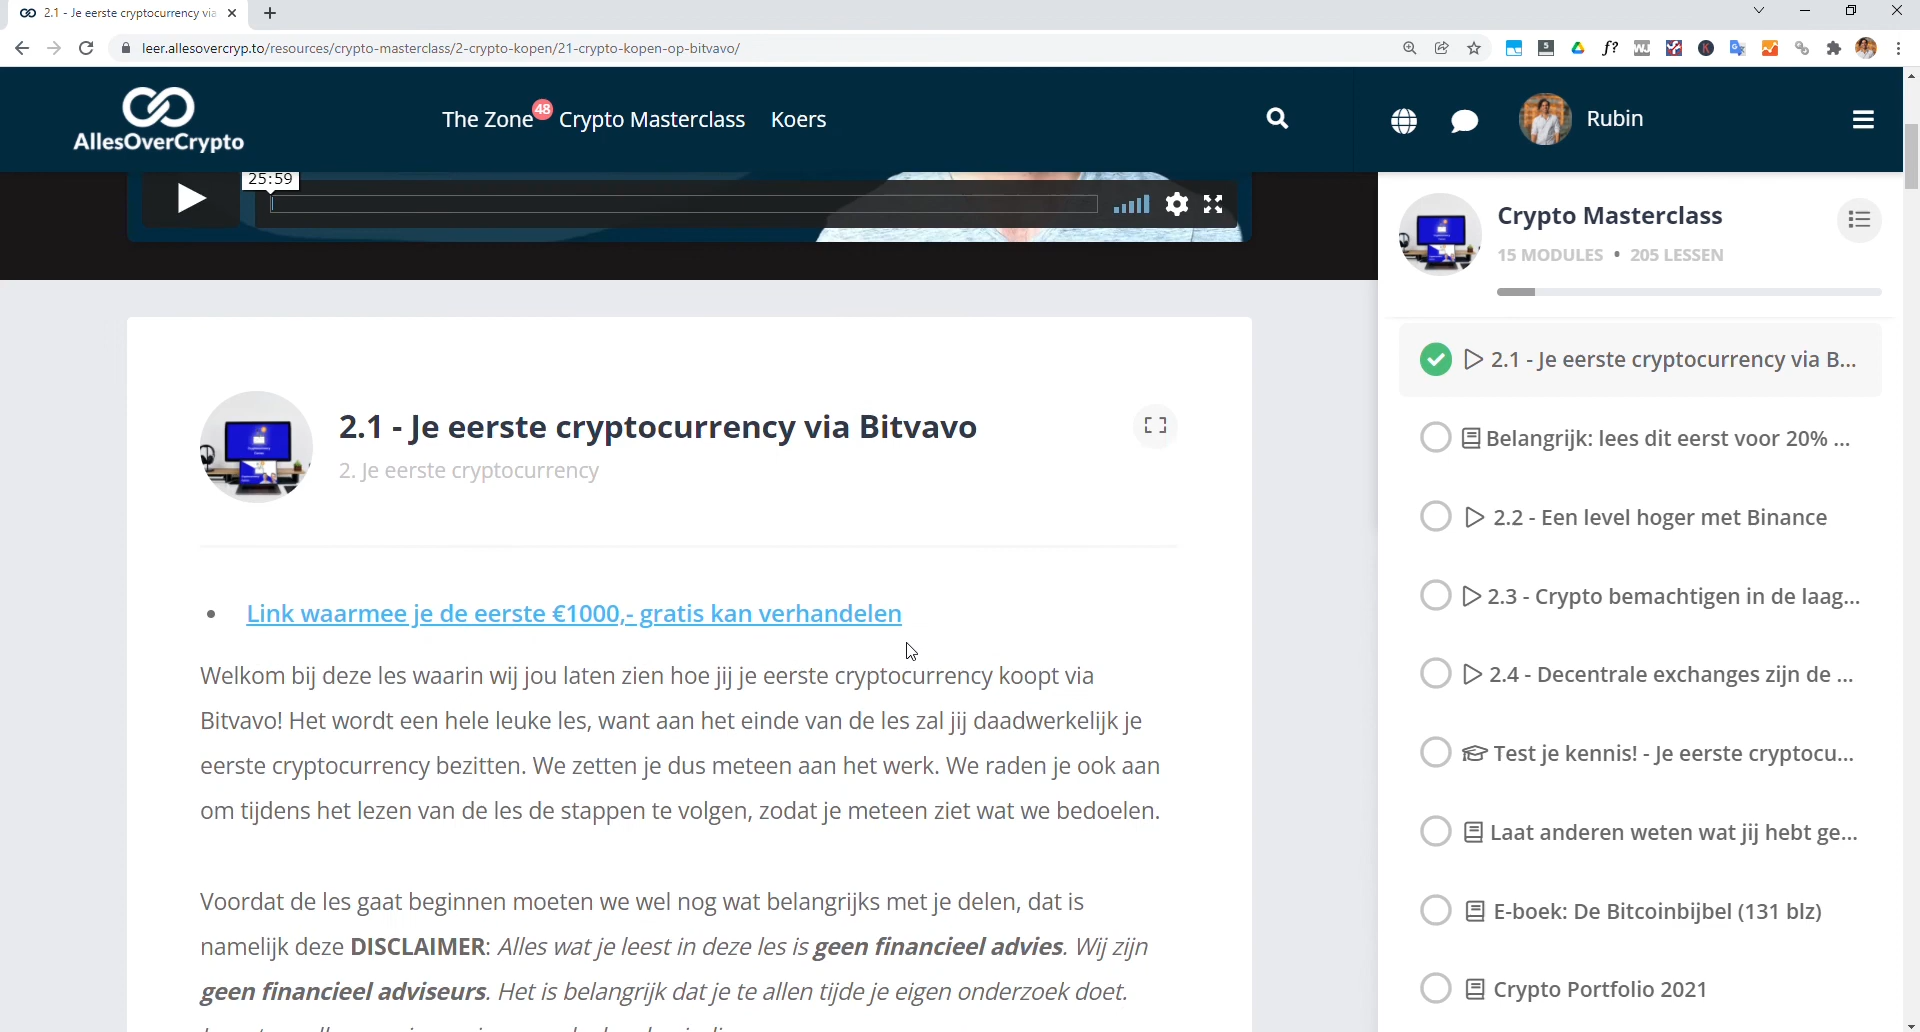 2.1 - Je eerste cryptocurrency via
leer.allesovercryp.to/resources/crypto-masterclass/2-crypto-kopen/21-crypto-kopen-op-bitvavo/
AllesOverCrypto
The Zone 48 Crypto Masterclass Koers
Rubin
25:59
Crypto Masterclass
15 MODULES • 205 LESSEN
2.1 - Je eerste cryptocurrency via Bitvavo
2. Je eerste cryptocurrency
• Link waarmee je de eerste €1000,- gratis kan verhandelen
Welkom bij deze les waarin wij jou laten zien hoe jij je eerste cryptocurrency koopt via
Bitvavo! Het wordt een hele leuke les, want aan het einde van de les zal jij daadwerkelijk je
eerste cryptocurrency bezitten. We zetten je dus meteen aan het werk. We raden je ook aan
om tijdens het lezen van de les de stappen te volgen, zodat je meteen ziet wat we bedoelen.
Voordat de les gaat beginnen moeten we wel nog wat belangrijks met je delen, dat is
namelijk deze DISCLAIMER: Alles wat je leest in deze les is geen financieel advies. Wij zijn
geen financieel adviseurs. Het is belangrijk dat je te allen tijde je eigen onderzoek doet.
2.1 - Je eerste cryptocurrency via B...
Belangrijk: lees dit eerst voor 20% ...
2.2 - Een level hoger met Binance
2.3 - Crypto bemachtigen in de laag...
2.4 - Decentrale exchanges zijn de ...
Test je kennis! - Je eerste cryptocu...
Laat anderen weten wat jij hebt ge...
E-boek: De Bitcoinbijbel (131 blz)
Crypto Portfolio 2021